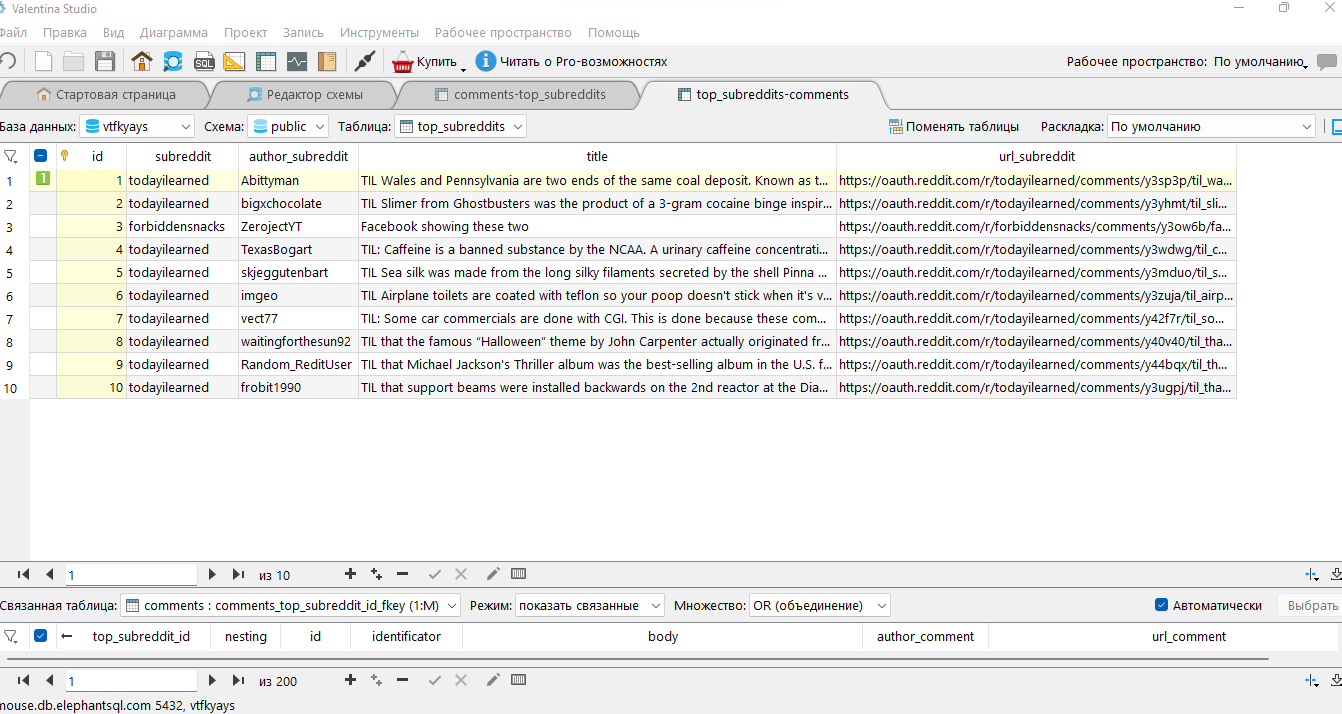 Valentina Studio
Файл Правка Вид Диаграмма Проект Запись Инструменты Рабочее пространство Помощь
SQL Купить Читать о Pro-возможностях Рабочее пространство: По умолчанию
Стартовая страница Редактор схемы comments-top_subreddits top_subreddits-comments
База данных: vtfkyays Схема: public Таблица: top_subreddits Поменять таблицы Раскладка: По умолчанию
id subreddit author_subreddit title url_subreddit
1 1 1 todayilearned Abittyman TIL Wales and Pennsylvania are two ends of the same coal deposit. Known as t... https://oauth.reddit.com/r/todayilearned/comments/y3sp3p/til_wa...
2 2 todayilearned bigxchocolate TIL Slimer from Ghostbusters was the product of a 3-gram cocaine binge inspir... https://oauth.reddit.com/r/todayilearned/comments/y3yhmt/til_sli...
3 3 forbiddensnacks ZerojectYT Facebook showing these two https://oauth.reddit.com/r/forbiddensnacks/comments/y3ow6b/fa...
4 4 todayilearned TexasBogart TIL: Caffeine is a banned substance by the NCAA. A urinary caffeine concentrati... https://oauth.reddit.com/r/todayilearned/comments/y3wdwg/til_c...
5 5 todayilearned skjeggutenbart TIL Sea silk was made from the long silky filaments secreted by the shell Pinna ... https://oauth.reddit.com/r/todayilearned/comments/y3mduo/til_s...
6 6 todayilearned imgeo TIL Airplane toilets are coated with teflon so your poop doesn't stick when it's v... https://oauth.reddit.com/r/todayilearned/comments/y3zuja/til_airp...
7 7 todayilearned vect77 TIL: Some car commercials are done with CGI. This is done because these com... https://oauth.reddit.com/r/todayilearned/comments/y42f7r/til_so...
8 8 todayilearned waitingforthesun92 TIL that the famous “Halloween” theme by John Carpenter actually originated fr... https://oauth.reddit.com/r/todayilearned/comments/y40v40/til_tha...
9 9 todayilearned Random_ReditUser TIL that Michael Jackson's Thriller album was the best-selling album in the U.S. f... https://oauth.reddit.com/r/todayilearned/comments/y44bqx/til_th...
10 10 todayilearned frobit1990 TIL that support beams were installed backwards on the 2nd reactor at the Dia... https://oauth.reddit.com/r/todayilearned/comments/y3ugpj/til_tha...
1 из 10
Связанная таблица: comments : comments_top_subreddit_id_fkey (1:M) Режим: показать связанные Множество: OR (объединение) Автоматически Выбрать
top_subreddit_id nesting id identificator body author_comment url_comment
1 из 200
mouse.db.elephantsql.com 5432, vtfkyays